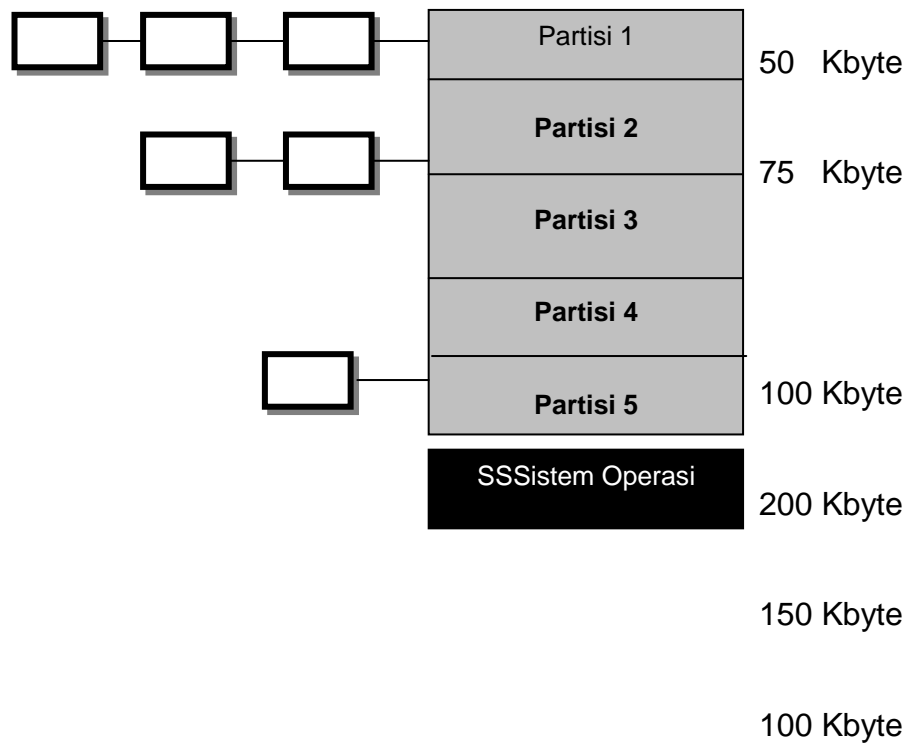 Partisi 1
50 Kbyte
Partisi 2
75 Kbyte
Partisi 3
Partisi 4
100 Kbyte
Partisi 5
SSSistem Operasi
200 Kbyte
150 Kbyte
100 Kbyte